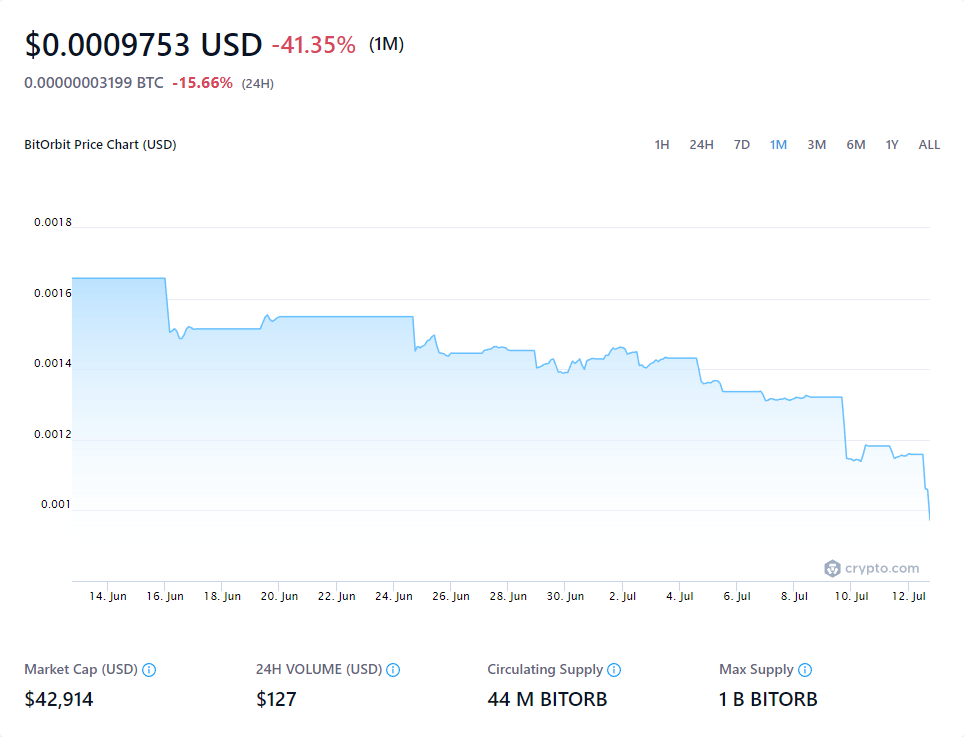 $0.0009753 USD -41.35% (1M)
0.00000003199 BTC -15.66% (24H)
BitOrbit Price Chart (USD) 1H 24H 7D 1M 3M 6M 1Y ALL
0.0018
0.0016
0.0014
0.0012
0.001
crypto.com
14. Jun 16. Jun 18. Jun 20. Jun 22. Jun 24. Jun 26. Jun 28. Jun 30. Jun 2. Jul 4. Jul 6. Jul 8. Jul 10. Jul 12. Jul
Market Cap (USD) 24H VOLUME (USD) Circulating Supply Max Supply
$42,914 $127 44 M BITORB 1 B BITORB